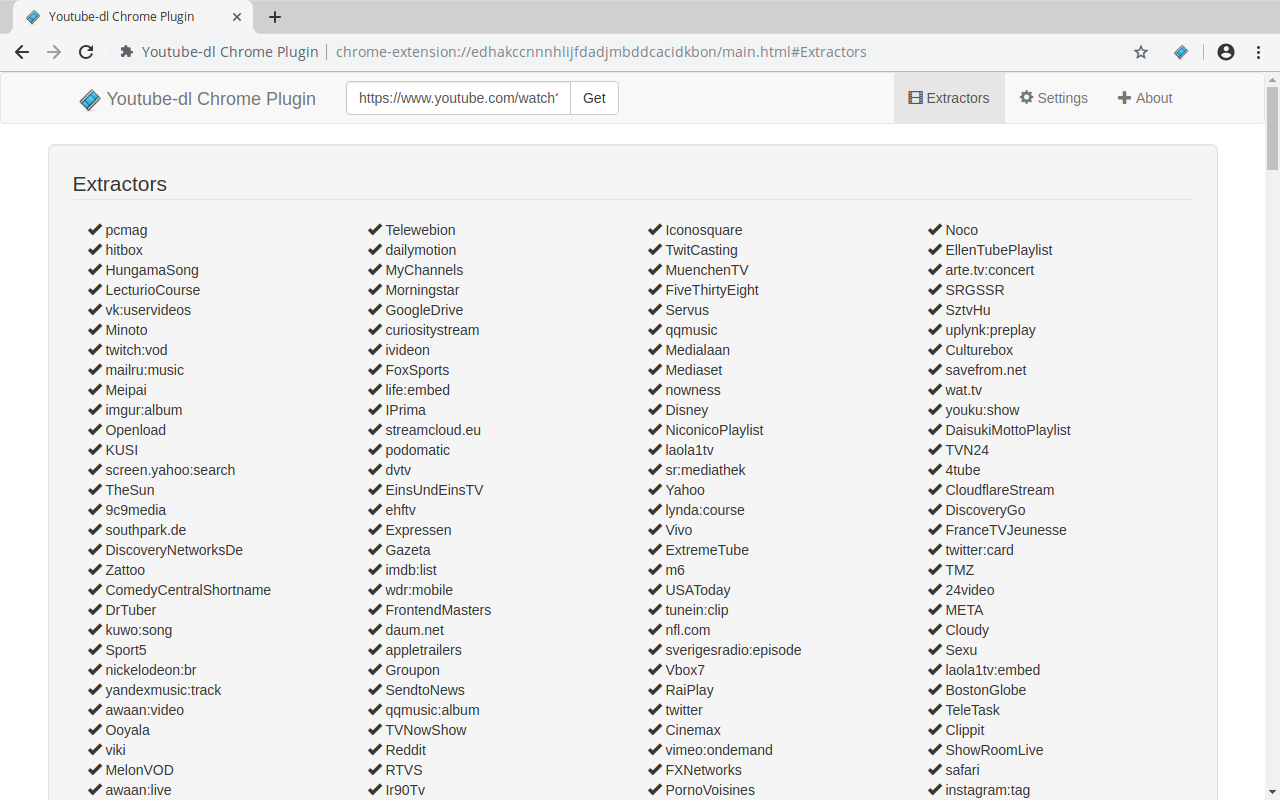 Youtube-dl Chrome Plugin
Youtube-dl Chrome Plugin | chrome-extension://edhakccnnnhlijfdadjmbddcacidkbon/main.html#Extractors
Youtube-dl Chrome Plugin https://www.youtube.com/watch? Get Extractors Settings About
Extractors
pcmag Telewebion Iconosquare Noco
hitbox dailymotion TwitCasting EllenTubePlaylist
HungamaSong MyChannels MuenchenTV arte.tv:concert
LecturioCourse Morningstar FiveThirtyEight SRGSSR
vk:uservideos GoogleDrive Servus SztvHu
Minoto curiositystream qqmusic uplynk:preplay
twitch:vod ivideon Medialaan Culturebox
mailru:music FoxSports Mediaset savefrom.net
Meipai life:embed nowness wat.tv
imgur:album IPrima Disney youku:show
Openload streamcloud.eu NiconicoPlaylist DaisukiMottoPlaylist
KUSI podomatic laola1tv TVN24
screen.yahoo:search dvtv sr:mediathek 4tube
TheSun EinsUndEinsTV Yahoo CloudflareStream
9c9media ehftv lynda:course DiscoveryGo
southpark.de Expressen Vivo FranceTVJeunesse
DiscoveryNetworksDe Gazeta ExtremeTube twitter:card
Zattoo imdb:list m6 TMZ
ComedyCentralShortname wdr:mobile USAToday 24video
DrTuber FrontendMasters tunein:clip META
kuwo:song daum.net nfl.com Cloudy
Sport5 appletrailers sverigesradio:episode Sexu
nickelodeon:br Groupon Vbox7 laola1tv:embed
yandexmusic:track SendtoNews RaiPlay BostonGlobe
awaan:video qqmusic:album twitter TeleTask
Ooyala TVNowShow Cinemax Clippit
viki Reddit vimeo:ondemand ShowRoomLive
MelonVOD RTVS FXNetworks safari
awaan:live Ir90Tv PornoVoisines instagram:tag